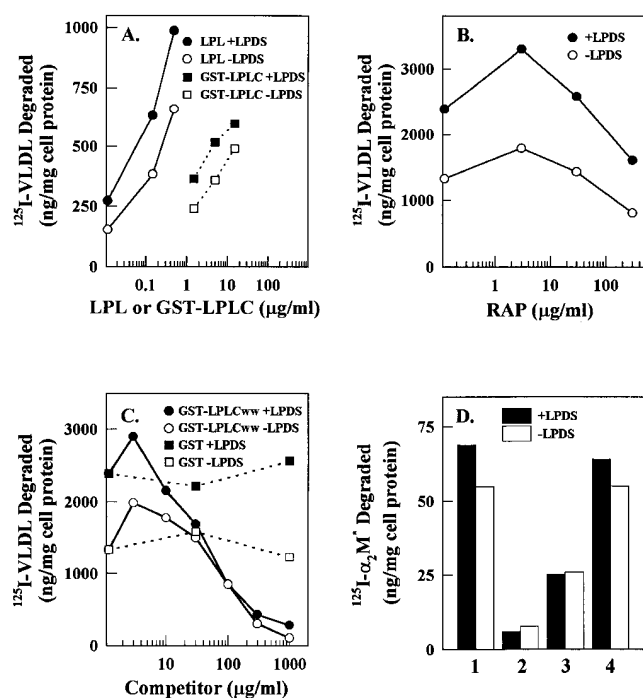 A.
LPL +LPDS
LPL -LPDS
GST-LPLC +LPDS
GST-LPLC -LPDS
1000
750
500
250
0
0.1 1 10 100
¹²⁵I-VLDL Degraded
(ng/mg cell protein)
LPL or GST-LPLC (µg/ml)
B.
+LPDS
-LPDS
3000
2000
1000
0
1 10 100
¹²⁵I-VLDL Degraded
(ng/mg cell protein)
RAP (µg/ml)
C.
GST-LPLCww +LPDS
GST-LPLCww -LPDS
GST +LPDS
GST -LPDS
3000
2000
1000
0
10 100 1000
¹²⁵I-VLDL Degraded
(ng/mg cell protein)
Competitor (µg/ml)
D.
+LPDS
-LPDS
75
50
25
0
1 2 3 4
¹²⁵I-α₂M* Degraded
(ng/mg cell protein)